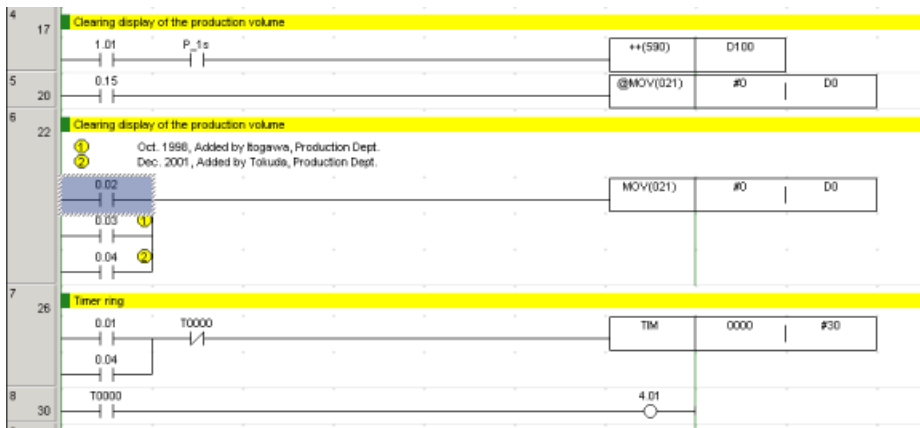 4 17 Clearing display of the production volume
1.01 P_1s ++(590) D100
5 20 0.15 @MOV(021) #0 D0
6 22 Clearing display of the production volume
1 Oct. 1998, Added by Itogawa, Production Dept.
2 Dec. 2001, Added by Tokuda, Production Dept.
0.02 MOV(021) #0 D0
0.03 1
0.04 2
7 26 Timer ring
0.01 T0000 TIM 0000 #30
0.04
8 30 T0000 4.01